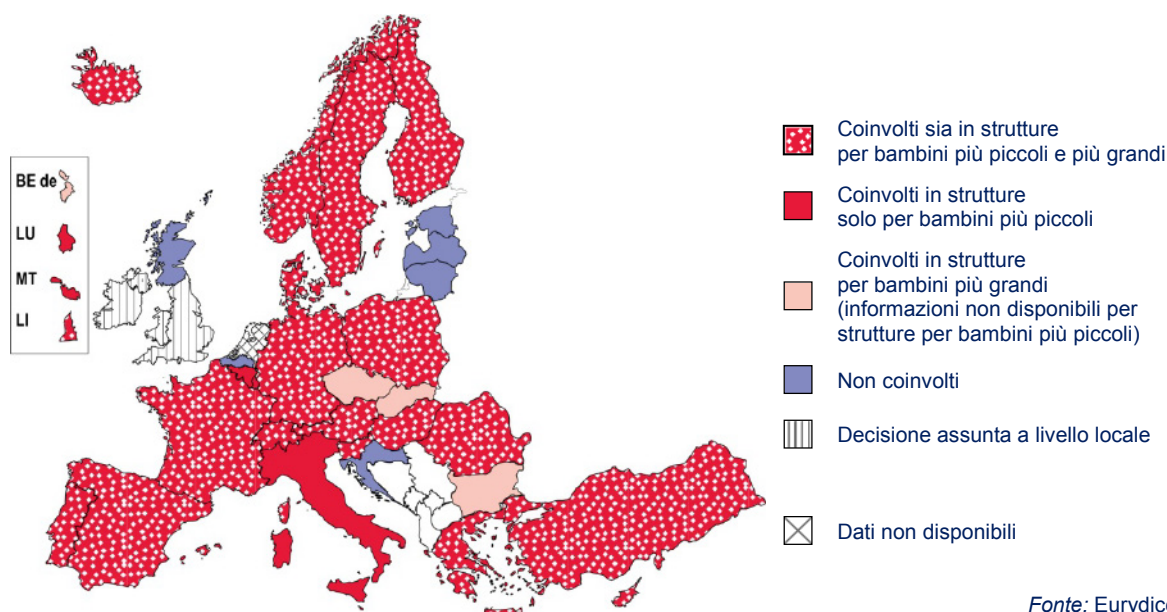 BE de
LU
MT
LI
Coinvolti sia in strutture
per bambini più piccoli e più grandi
Coinvolti in strutture
solo per bambini più piccoli
Coinvolti in strutture
per bambini più grandi
(informazioni non disponibili per
strutture per bambini più piccoli)
Non coinvolti
Decisione assunta a livello locale
Dati non disponibili
Fonte: Eurydice